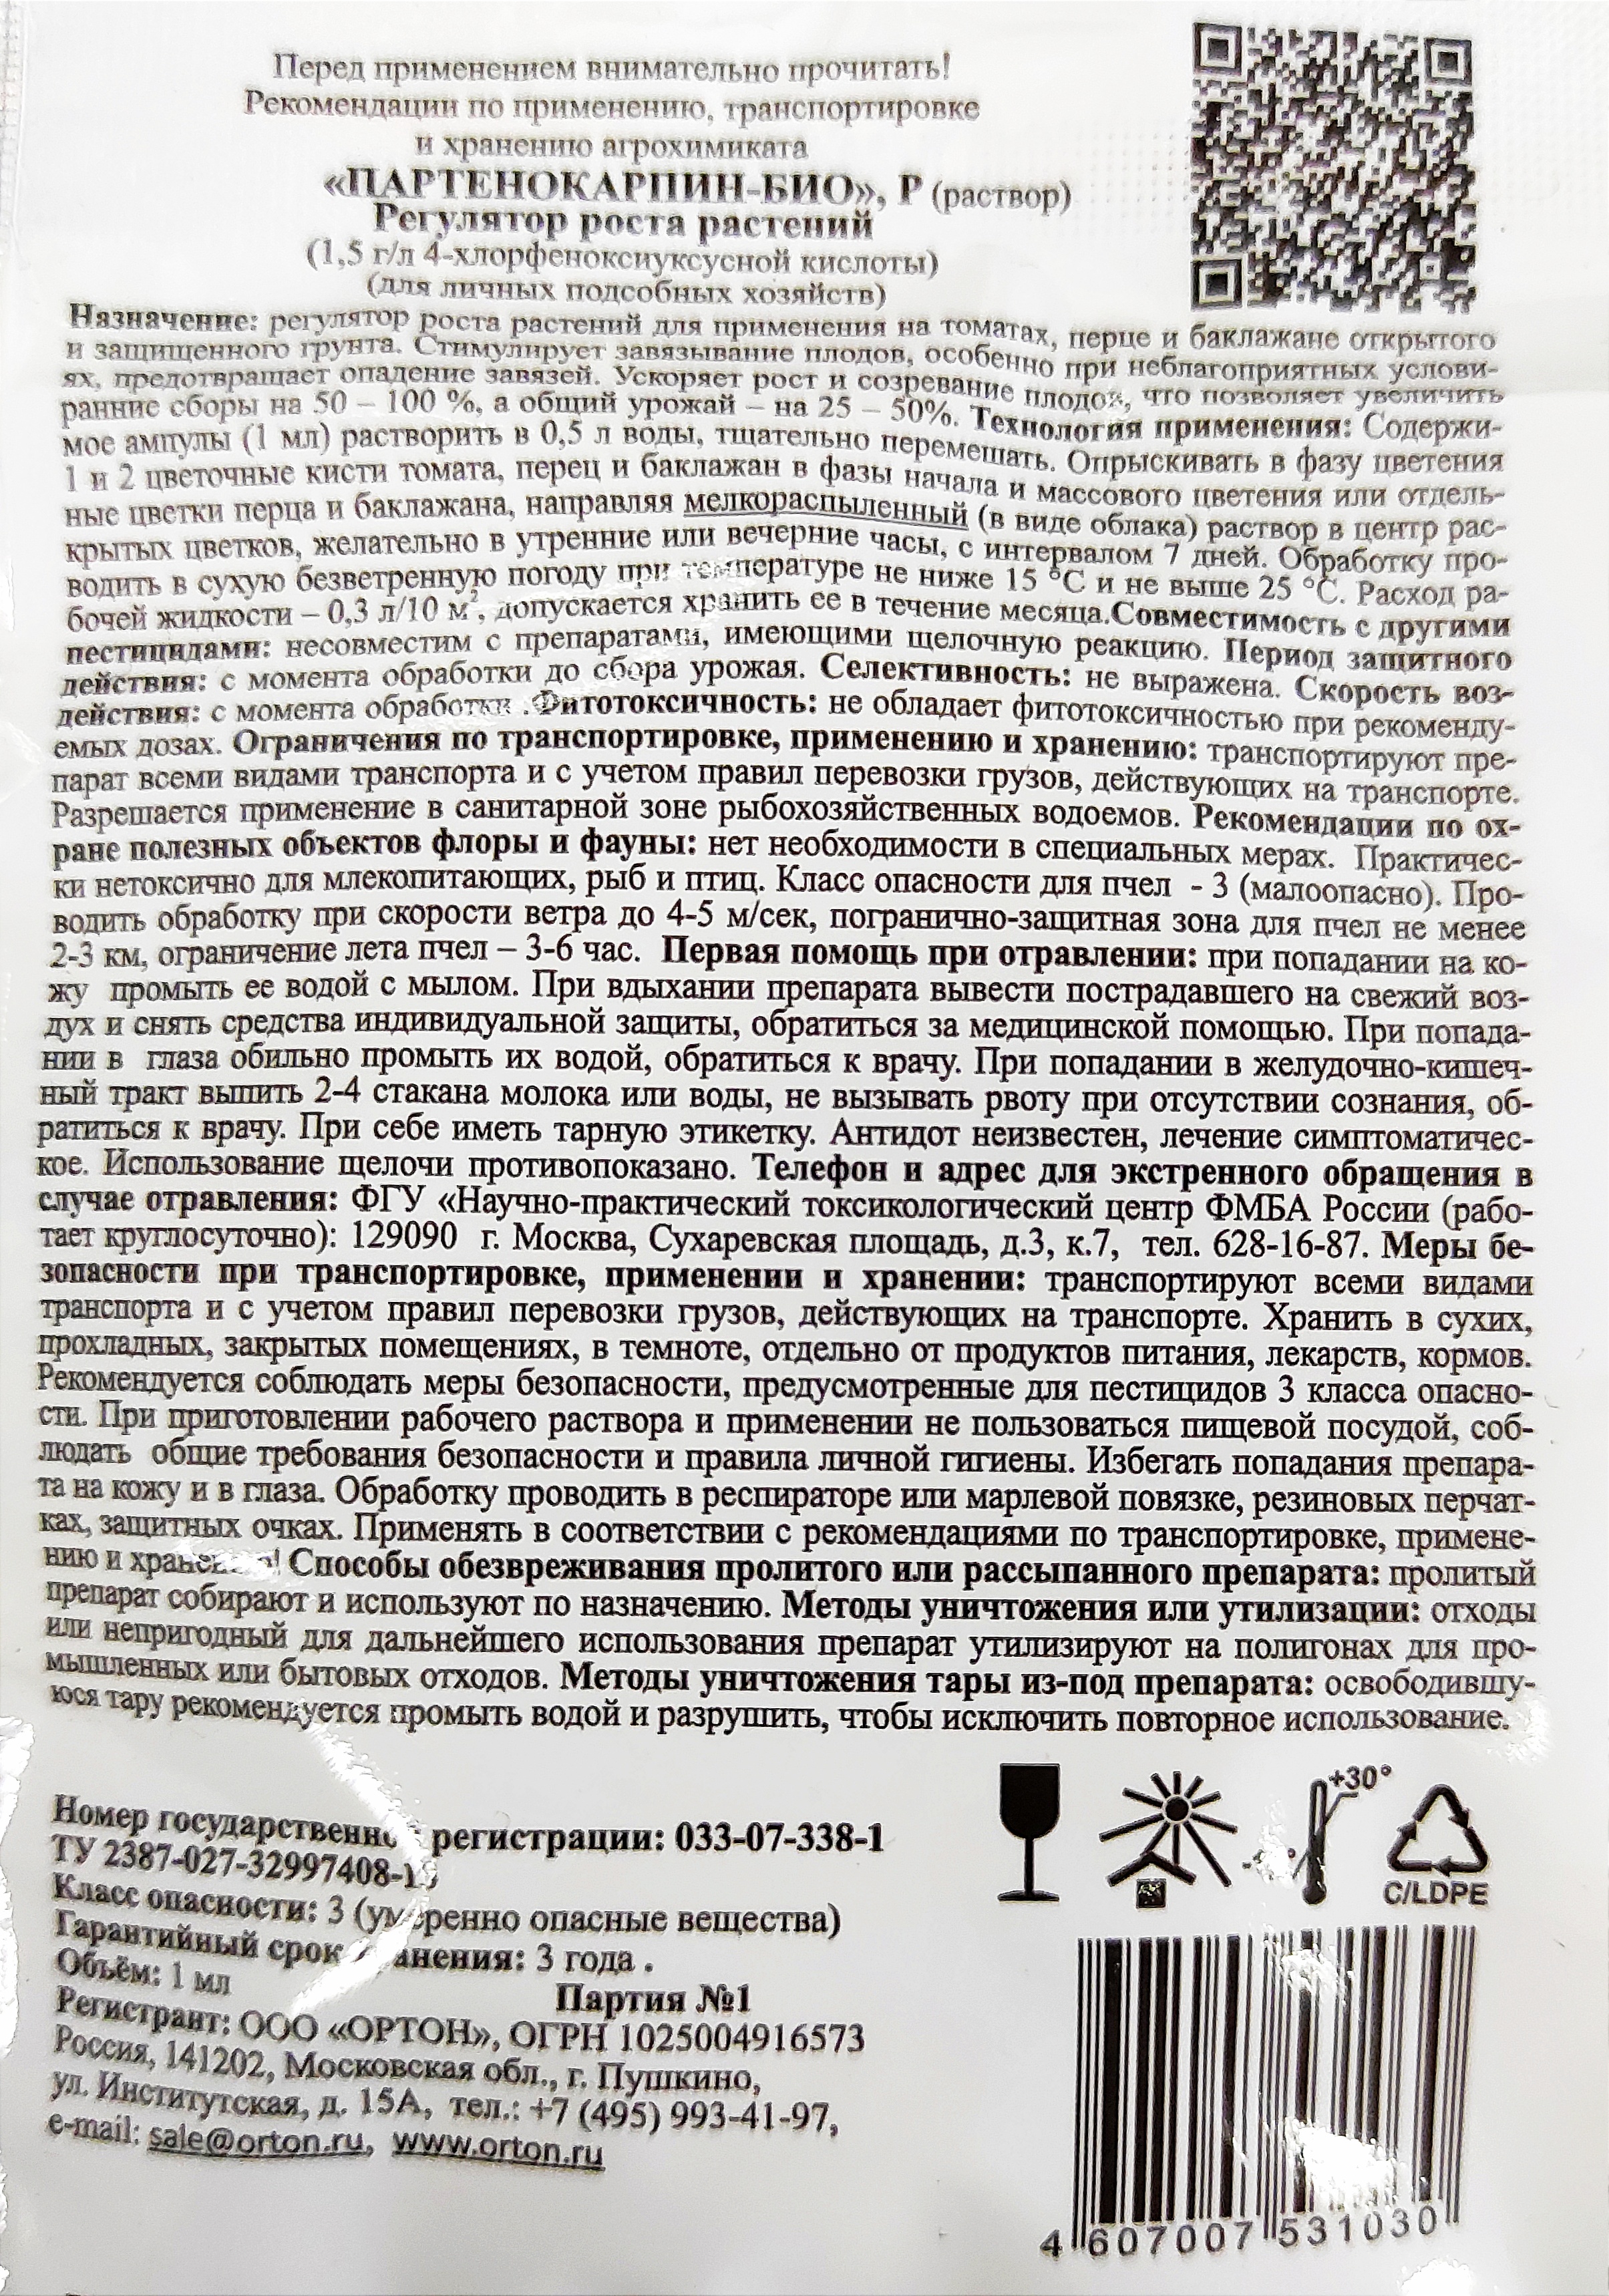 Перед применением внимательно прочитать!
Рекомендации по применению, транспортировке
и хранению агрохимиката
«ПАРТЕНОКАРПИН-БИО», Р (раствор)
Регулятор роста растений
(1,5 г/л 4-хлорфеноксиуксусной кислоты)
(для личных подсобных хозяйств)
Назначение: регулятор роста растений для применения на томатах, перце и баклажане открытого
и защищенного грунта. Стимулирует завязывание плодов, особенно при неблагоприятных услови-
ях, предотвращает опадение завязей. Ускоряет рост и созревание плодов, что позволяет увеличить
ранние сборы на 50 – 100 %, а общий урожай – на 25 – 50%. Технология применения: Содержи-
мое ампулы (1 мл) растворить в 0,5 л воды, тщательно перемешать. Опрыскивать в фазу цветения
1 и 2 цветочные кисти томата, перец и баклажан в фазы начала и массового цветения или отдель-
ные цветки перца и баклажана, направляя мелкораспыленный (в виде облака) раствор в центр рас-
крытых цветков, желательно в утренние или вечерние часы, с интервалом 7 дней. Обработку про-
водить в сухую безветренную погоду при температуре не ниже 15 °С и не выше 25 °С. Расход ра-
бочей жидкости – 0,3 л/10 м², допускается хранить ее в течение месяца.Совместимость с другими
пестицидами: несовместим с препаратами, имеющими щелочную реакцию. Период защитного
действия: с момента обработки до сбора урожая. Селективность: не выражена. Скорость воз-
действия: с момента обработки .Фитотоксичность: не обладает фитотоксичностью при рекоменду-
емых дозах. Ограничения по транспортировке, применению и хранению: транспортируют пре-
парат всеми видами транспорта и с учетом правил перевозки грузов, действующих на транспорте.
Разрешается применение в санитарной зоне рыбохозяйственных водоемов. Рекомендации по ох-
ране полезных объектов флоры и фауны: нет необходимости в специальных мерах. Практичес-
ки нетоксично для млекопитающих, рыб и птиц. Класс опасности для пчел - 3 (малоопасно). Про-
водить обработку при скорости ветра до 4-5 м/сек, погранично-защитная зона для пчел не менее
2-3 км, ограничение лета пчел – 3-6 час. Первая помощь при отравлении: при попадании на ко-
жу промыть ее водой с мылом. При вдыхании препарата вывести пострадавшего на свежий воз-
дух и снять средства индивидуальной защиты, обратиться за медицинской помощью. При попада-
нии в глаза обильно промыть их водой, обратиться к врачу. При попадании в желудочно-кишеч-
ный тракт выпить 2-4 стакана молока или воды, не вызывать рвоту при отсутствии сознания, об-
ратиться к врачу. При себе иметь тарную этикетку. Антидот неизвестен, лечение симптоматичес-
кое. Использование щелочи противопоказано. Телефон и адрес для экстренного обращения в
случае отравления: ФГУ «Научно-практический токсикологический центр ФМБА России (рабо-
тает круглосуточно): 129090 г. Москва, Сухаревская площадь, д.3, к.7, тел. 628-16-87. Меры бе-
зопасности при транспортировке, применении и хранении: транспортируют всеми видами
транспорта и с учетом правил перевозки грузов, действующих на транспорте. Хранить в сухих,
прохладных, закрытых помещениях, в темноте, отдельно от продуктов питания, лекарств, кормов.
Рекомендуется соблюдать меры безопасности, предусмотренные для пестицидов 3 класса опасно-
сти. При приготовлении рабочего раствора и применении не пользоваться пищевой посудой, соб-
людать общие требования безопасности и правила личной гигиены. Избегать попадания препара-
та на кожу и в глаза. Обработку проводить в респираторе или марлевой повязке, резиновых перчат-
ках, защитных очках. Применять в соответствии с рекомендациями по транспортировке, примене-
нию и хранению! Способы обезвреживания пролитого или рассыпанного препарата: пролитый
препарат собирают и используют по назначению. Методы уничтожения или утилизации: отходы
или непригодный для дальнейшего использования препарат утилизируют на полигонах для про-
мышленных или бытовых отходов. Методы уничтожения тары из-под препарата: освободившу-
юся тару рекомендуется промыть водой и разрушить, чтобы исключить повторное использование.
Номер государственной регистрации: 033-07-338-1
ТУ
Класс опасности: 3 (умеренно опасные вещества)
Гарантийный срок хранения: 3 года .
Объём: 1 мл
Партия №1
Регистрант: ООО «ОРТОН», ОГРН 1025004916573
Россия, 141202, Московская обл., г. Пушкино,
ул. Институтская, д. 15А, тел.: +7 (495) 993-41-97,
e-mail: sale@orton.ru, www.orton.ru
+30°
C/LDPE
4 607007 531030